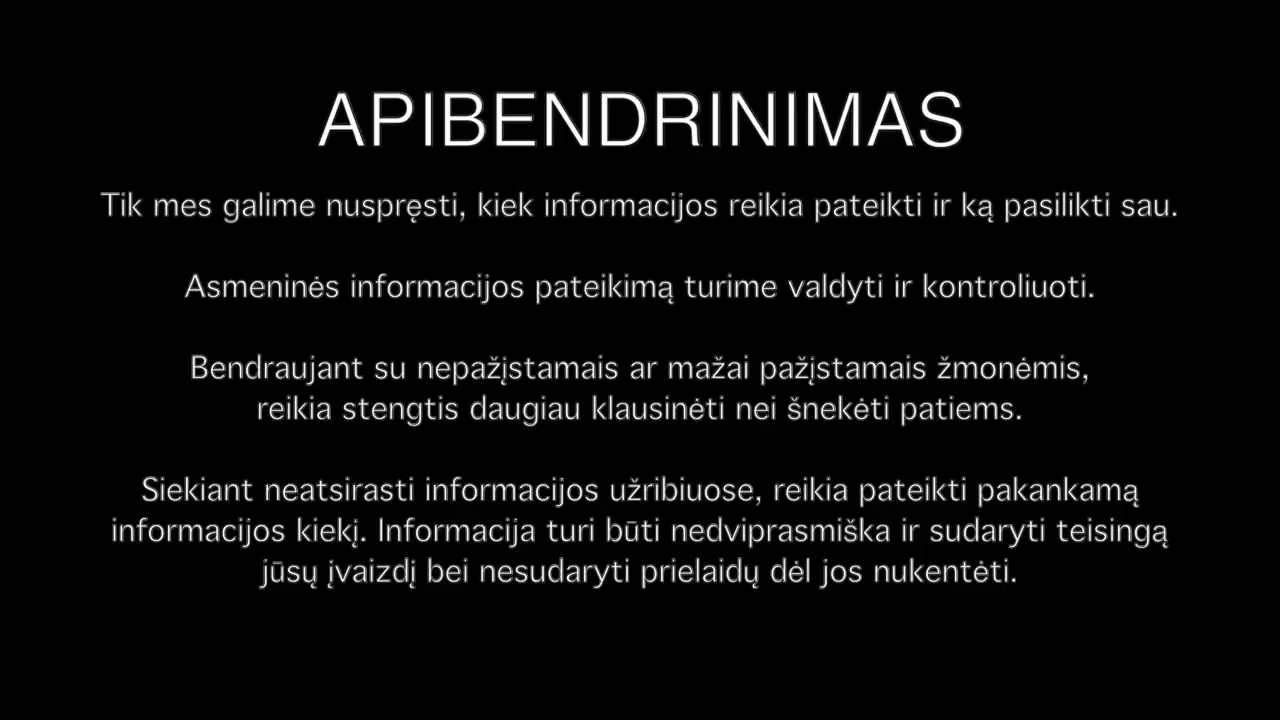 APIBENDRINIMAS
Tik mes galime nuspręsti, kiek informacijos reikia pateikti ir ką pasilikti sau.
Asmeninės informacijos pateikimą turime valdyti ir kontroliuoti.
Bendraujant su nepažįstamais ar mažai pažįstamais žmonėmis,
reikia stengtis daugiau klausinėti nei šnekėti patiems.
Siekiant neatsirasti informacijos užribiuose, reikia pateikti pakankamą
informacijos kiekį. Informacija turi būti nedviprasmiška ir sudaryti teisingą
jūsų įvaizdį bei nesudaryti prielaidų dėl jos nukentėti.